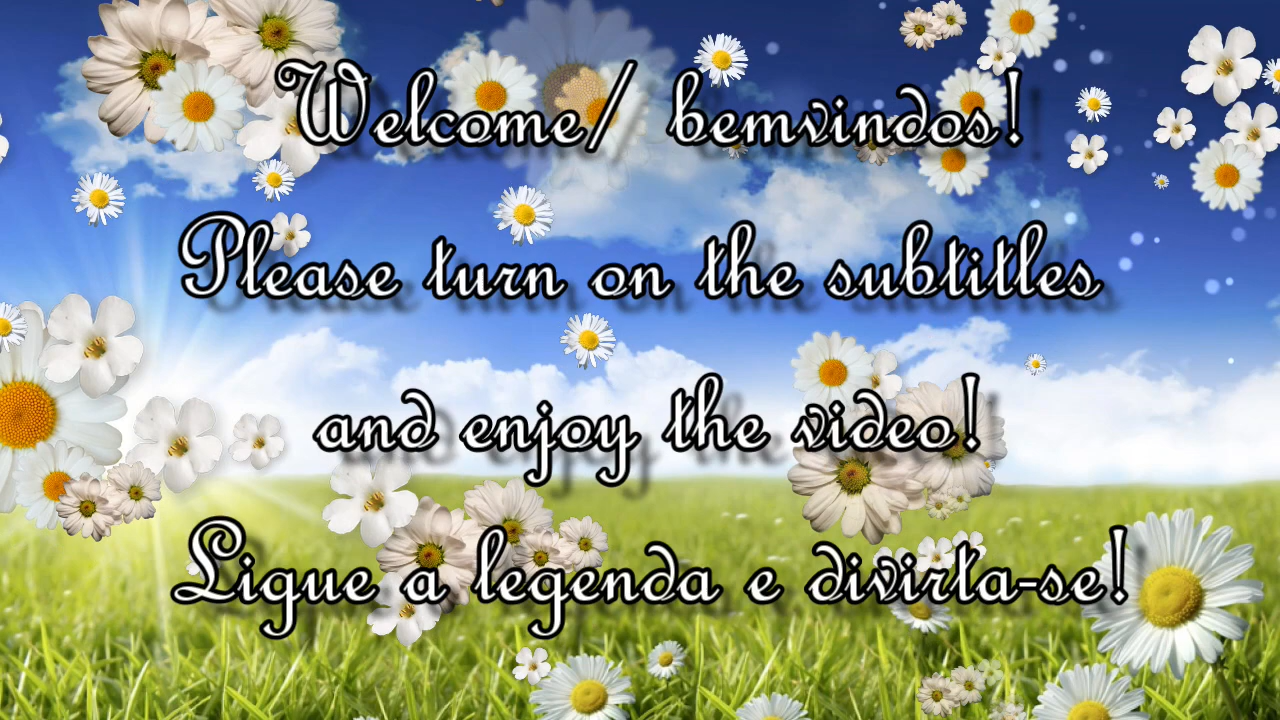 Welcome/ bemvindos!
Please turn on the subtitles
and enjoy the video!
Ligue a legenda e divirta-se!